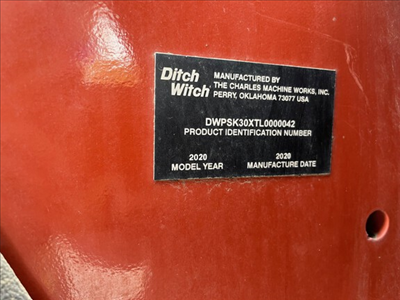 Ditch Witch
MANUFACTURED BY
THE CHARLES MACHINE WORKS, INC.
PERRY, OKLAHOMA 73077 USA
DWPSK30XTL0000042
PRODUCT IDENTIFICATION NUMBER
2020 2020
MODEL YEAR MANUFACTURE DATE